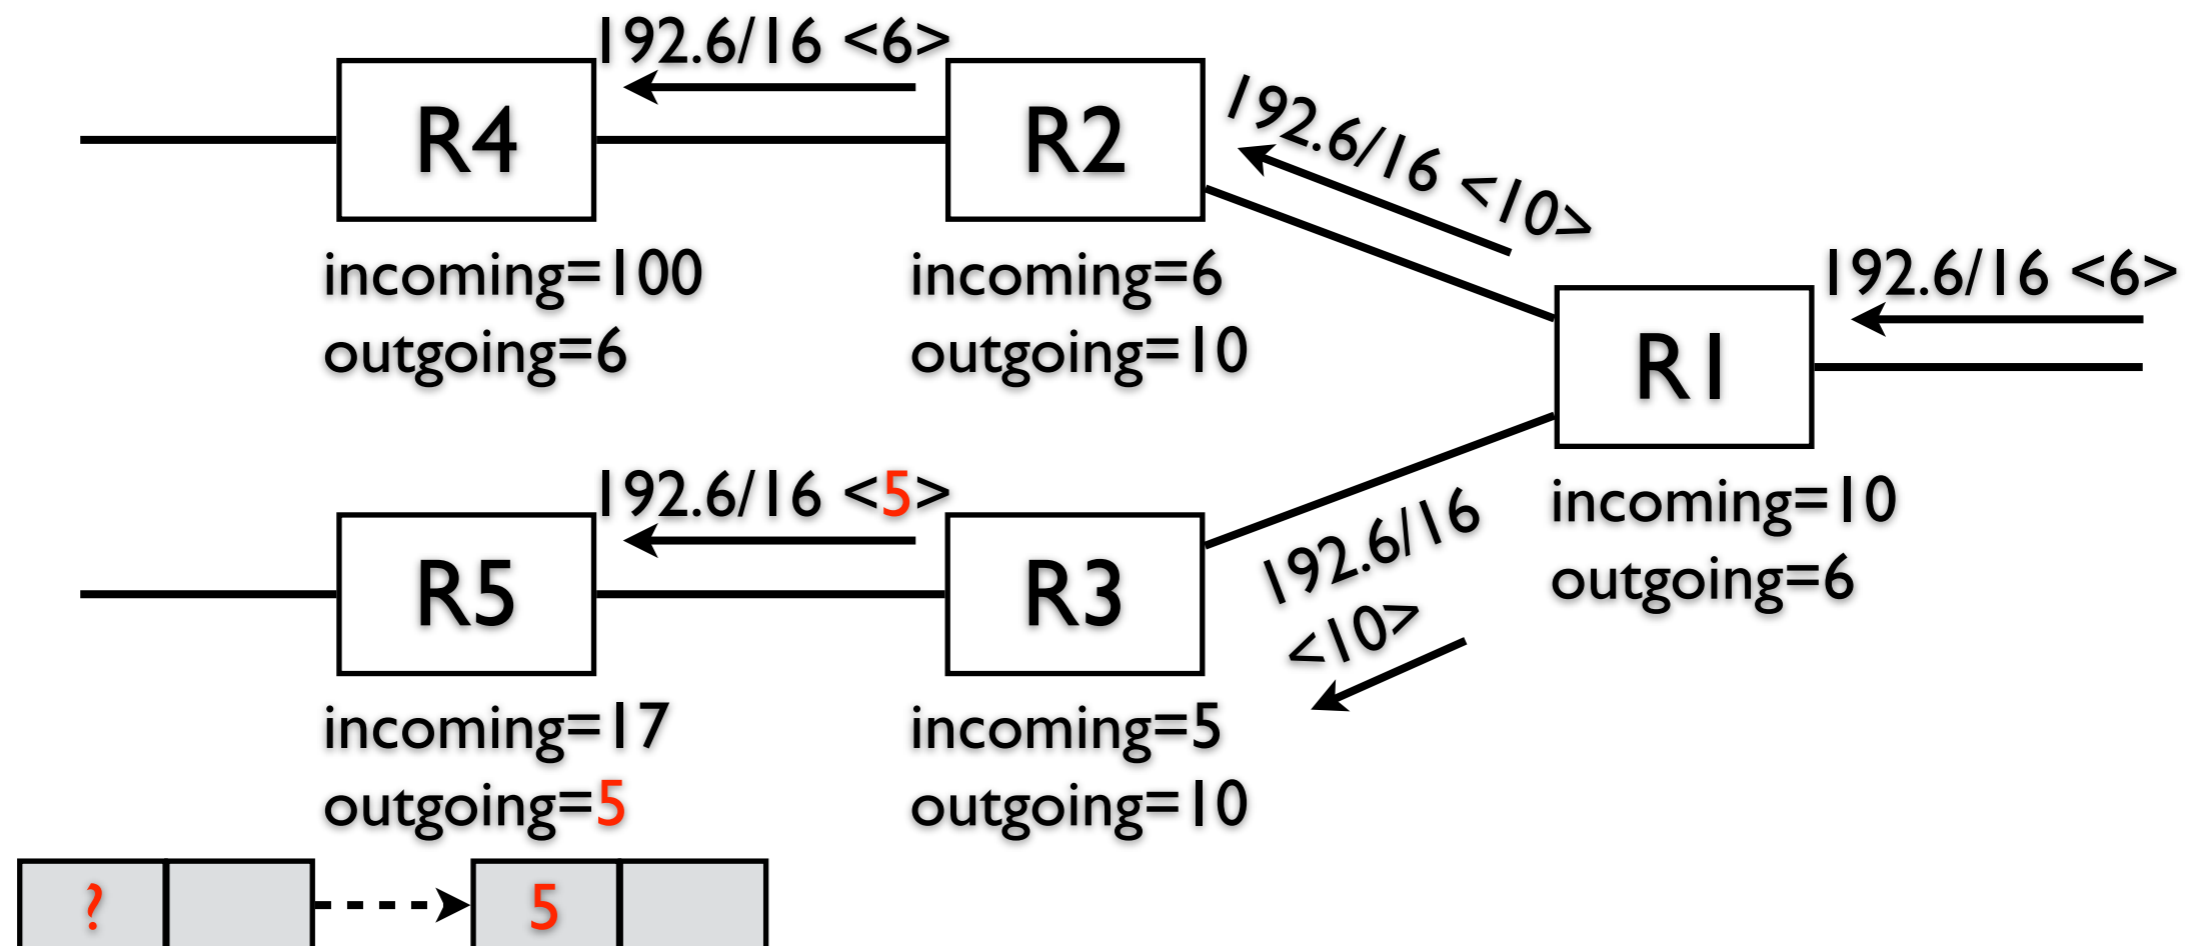 192.6/16 <6>
R4
R2
192.6/16 <10>
incoming=100
outgoing=6
incoming=6
outgoing=10
192.6/16 <6>
R1
incoming=10
outgoing=6
192.6/16 <5>
R5
R3
192.6/16
<10>
incoming=17
outgoing=5
incoming=5
outgoing=10
?
5